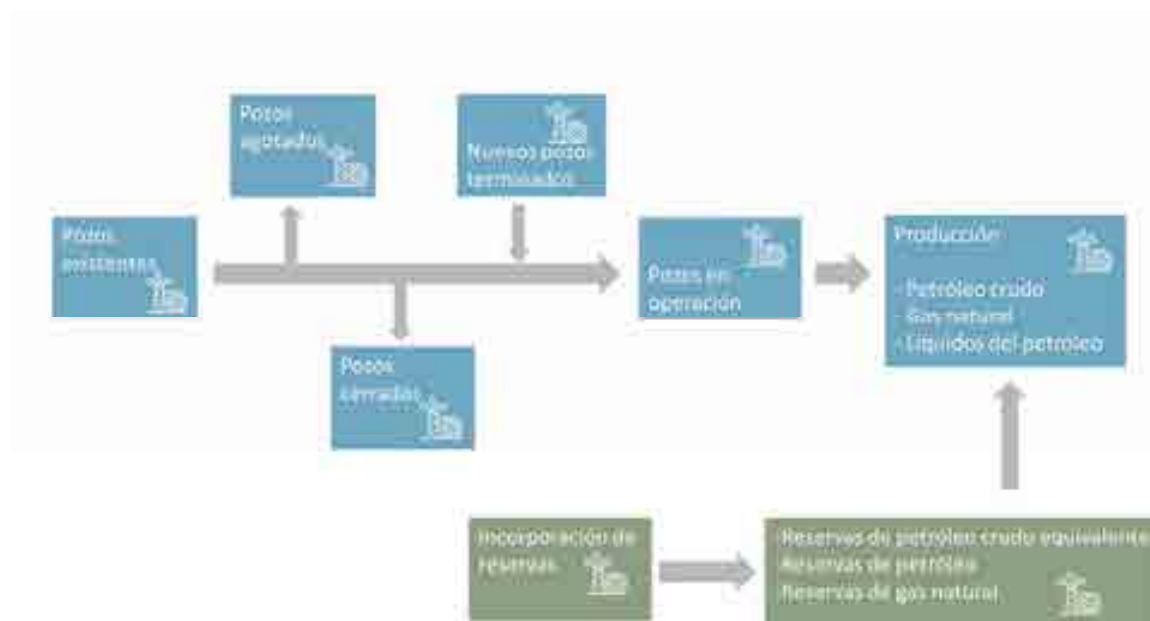 Pozos
agotados
Nuevos pozos
terminados
Pozos
existentes
Pozos en
operación
Producción
- Petróleo crudo
- Gas natural
- Líquidos del petróleo
Pozos
cerrados
Incorporación de
reservas
Reservas de petróleo crudo equivalente
Reservas de petróleo
Reservas de gas natural